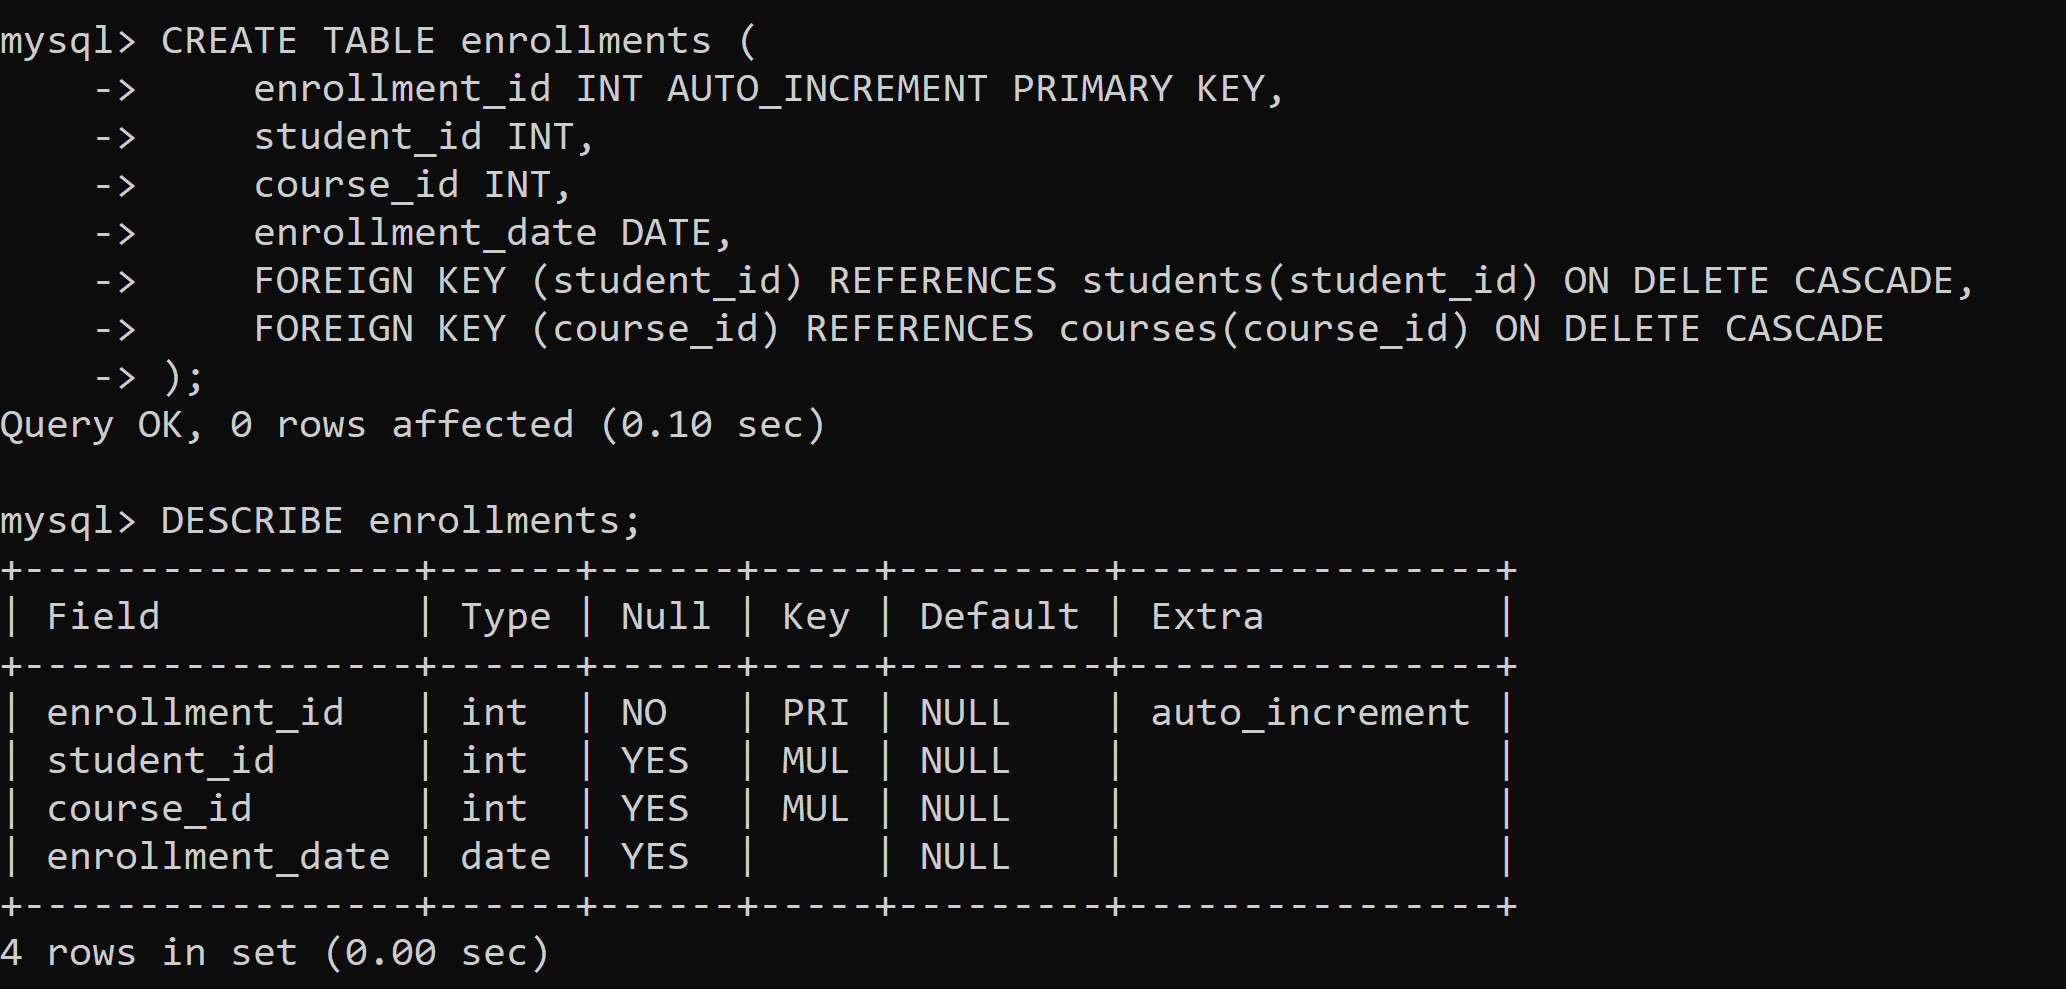 mysql> CREATE TABLE enrollments (
    ->     enrollment_id INT AUTO_INCREMENT PRIMARY KEY,
    ->     student_id INT,
    ->     course_id INT,
    ->     enrollment_date DATE,
    ->     FOREIGN KEY (student_id) REFERENCES students(student_id) ON DELETE CASCADE,
    ->     FOREIGN KEY (course_id) REFERENCES courses(course_id) ON DELETE CASCADE
    -> );
Query OK, 0 rows affected (0.10 sec)

mysql> DESCRIBE enrollments;
+-----------------+------+------+-----+---------+----------------+
| Field           | Type | Null | Key | Default | Extra          |
+-----------------+------+------+-----+---------+----------------+
| enrollment_id   | int  | NO   | PRI | NULL    | auto_increment |
| student_id      | int  | YES  | MUL | NULL    |                |
| course_id       | int  | YES  | MUL | NULL    |                |
| enrollment_date | date | YES  |     | NULL    |                |
+-----------------+------+------+-----+---------+----------------+
4 rows in set (0.00 sec)